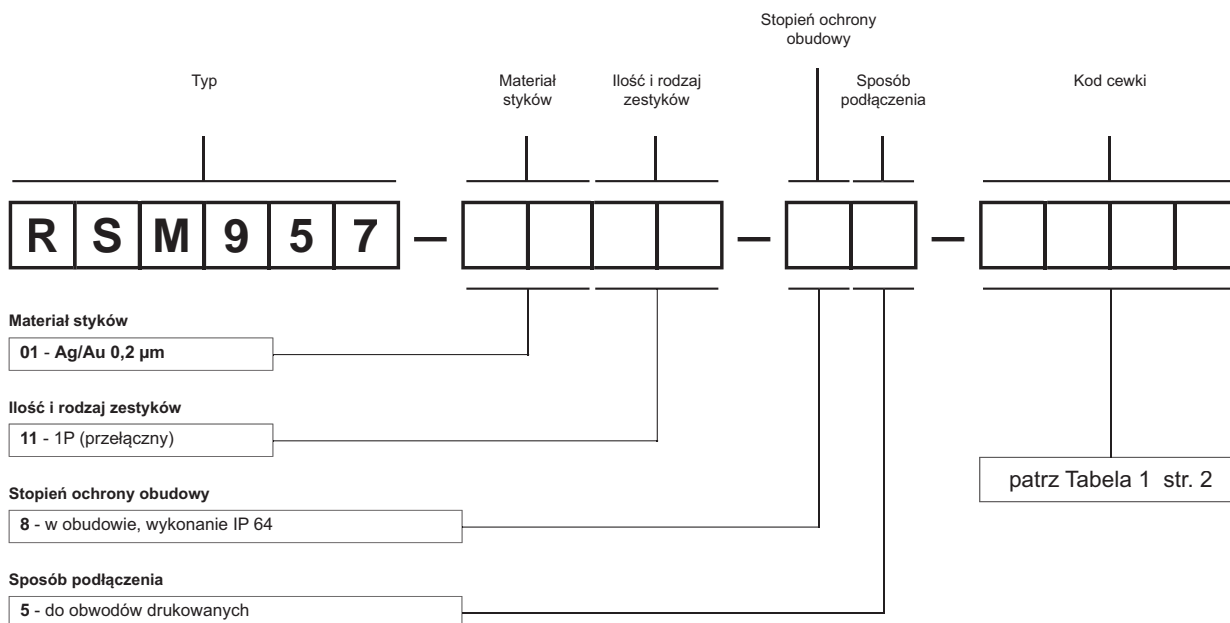 Stopień ochrony
obudowy
Typ
Materiał
styków
Ilość i rodzaj
zestyków
Sposób
podłączenia
Kod cewki
R S M 9 5 7 – –  –
Materiał styków
01 - Ag/Au 0,2 µm
Ilość i rodzaj zestyków
11 - 1P (przełączny)
Stopień ochrony obudowy
8 - w obudowie, wykonanie IP 64
patrz Tabela 1 str. 2
Sposób podłączenia
5 - do obwodów drukowanych